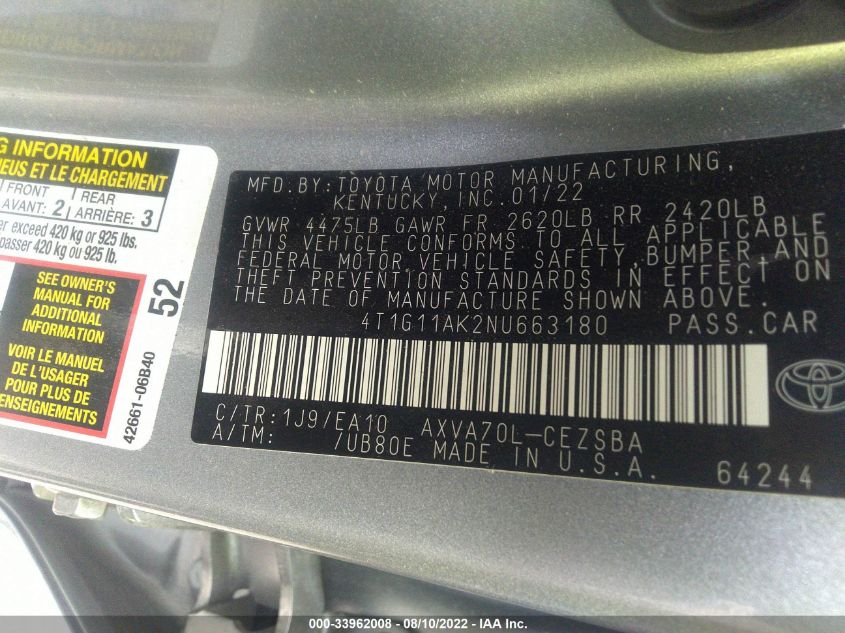 G INFORMATION
NEUS ET LE CHARGEMENT
FRONT
AVANT: 2
REAR
ARRIÈRE: 3
er exceed 420 kg or 925 lbs.
passer 420 kg ou 925 lb.
SEE OWNER'S
MANUAL FOR
ADDITIONAL
INFORMATION
VOIR LE MANUEL
DE L'USAGER
POUR PLUS DE
ENSEIGNEMENTS
52
42661-06B40
MFD.BY:TOYOTA MOTOR MANUFACTURING,
KENTUCKY,INC.01/22
GVWR 4475LB GAWR FR 2620LB RR 2420LB
THIS VEHICLE CONFORMS TO ALL APPLICABLE
FEDERAL MOTOR VEHICLE SAFETY,BUMPER,AND
THEFT PREVENTION STANDARDS IN EFFECT ON
THE DATE OF MANUFACTURE SHOWN ABOVE.
4T1G11AK2NU663180 PASS.CAR
C/TR:1J9/EA10 AXVA70L-CEZSBA
A/TM: /UB80E MADE IN U.S.A.
64244
000-33962008 - 08/10/2022 - IAA Inc.